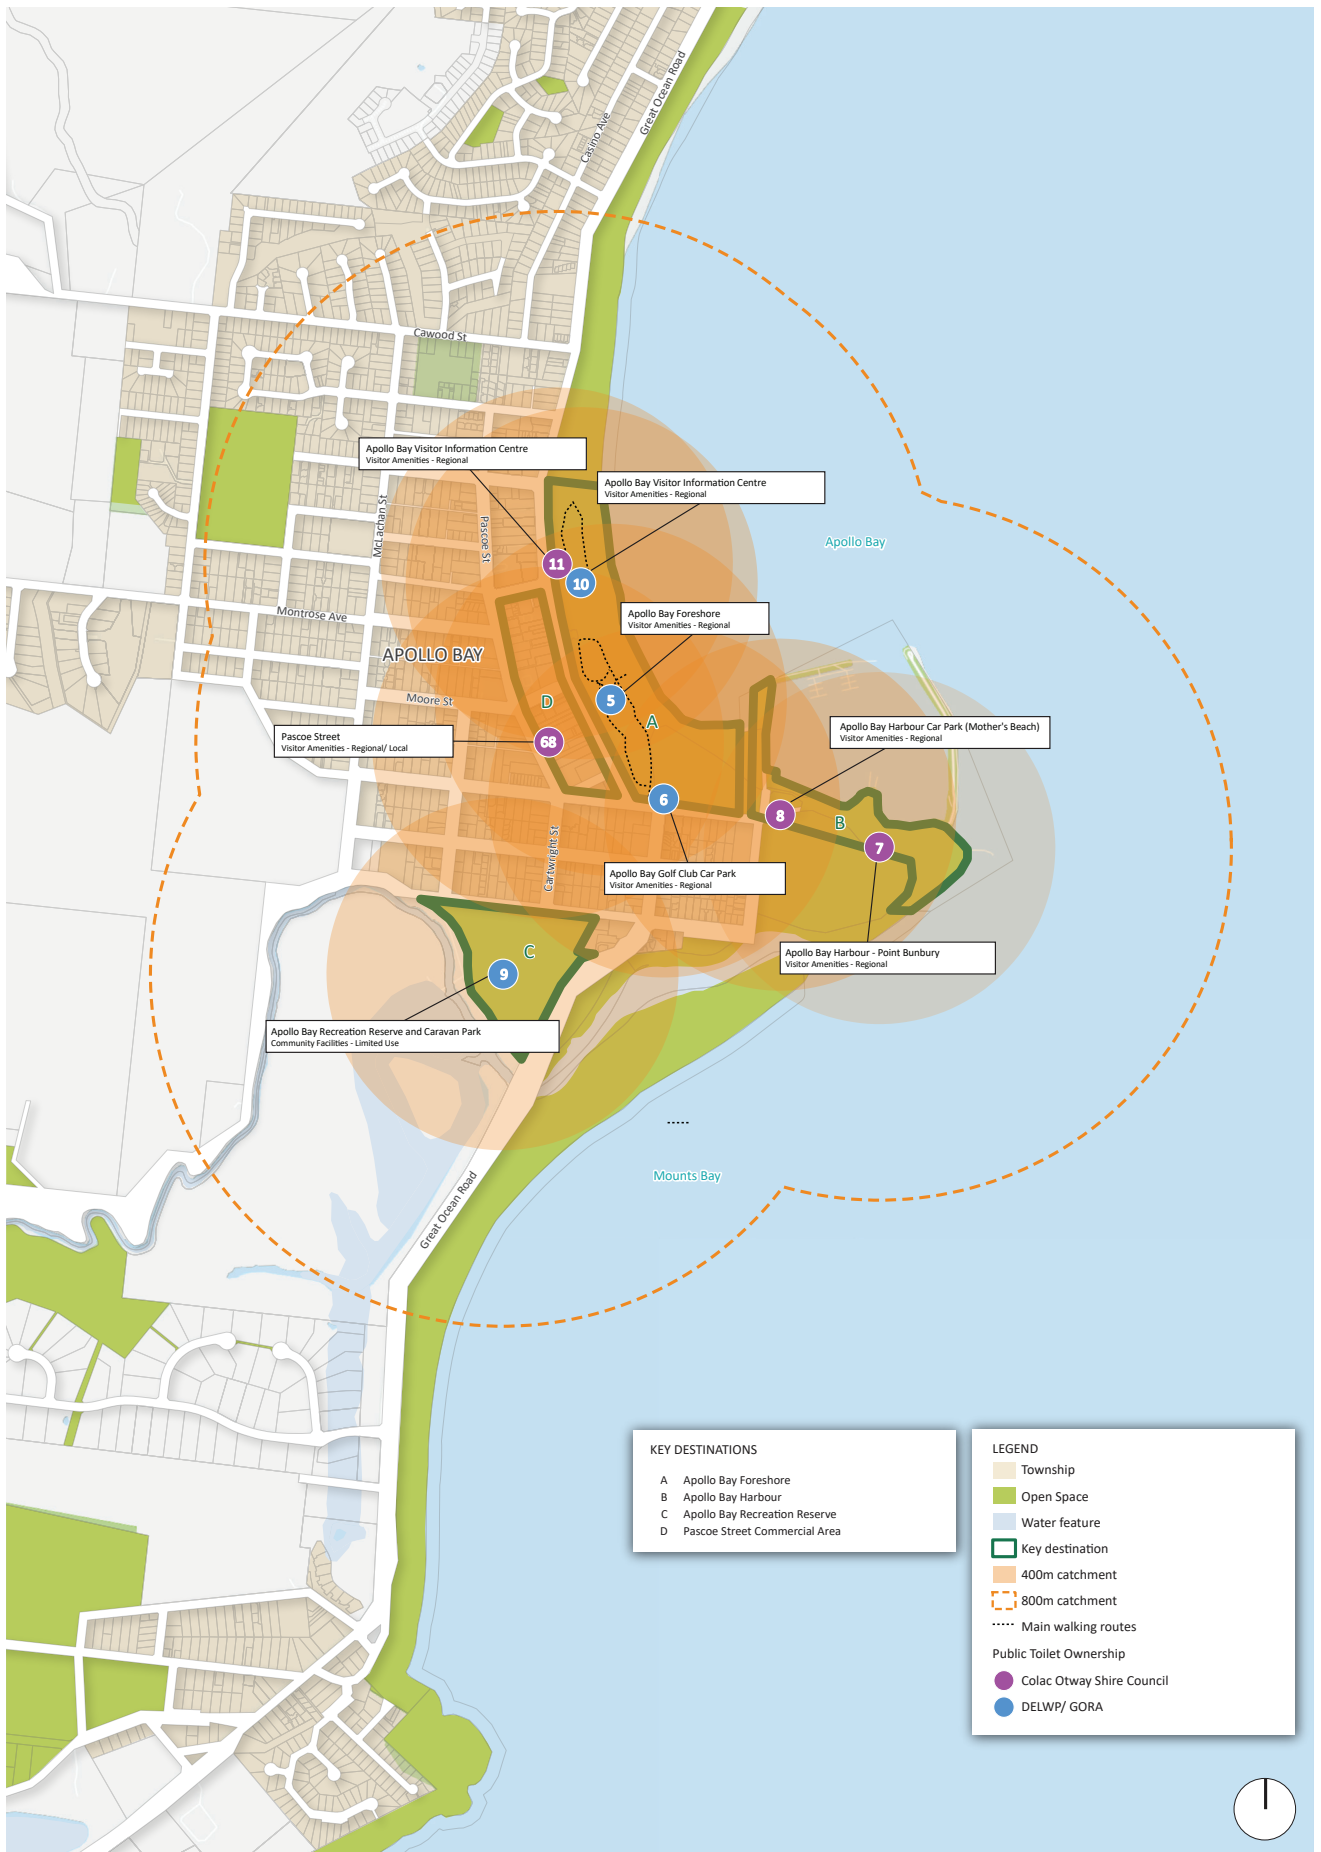 Great Ocean Road
Casino Ave
Cawood St
Apollo Bay Visitor Information Centre
Visitor Amenities - Regional
Apollo Bay Visitor Information Centre
Visitor Amenities - Regional
McLachan St
Pascoe St
Apollo Bay
11
10
Montrose Ave
Apollo Bay Foreshore
Visitor Amenities - Regional
APOLLO BAY
Moore St
D
5
A
Pascoe Street
Visitor Amenities - Regional/ Local
68
Apollo Bay Harbour Car Park (Mother's Beach)
Visitor Amenities - Regional
6
8
B
7
Cartwright St
Apollo Bay Golf Club Car Park
Visitor Amenities - Regional
C
9
Apollo Bay Harbour - Point Bunbury
Visitor Amenities - Regional
Apollo Bay Recreation Reserve and Caravan Park
Community Facilities - Limited Use
Mounts Bay
Great Ocean Road
KEY DESTINATIONS
A Apollo Bay Foreshore
B Apollo Bay Harbour
C Apollo Bay Recreation Reserve
D Pascoe Street Commercial Area
LEGEND
Township
Open Space
Water feature
Key destination
400m catchment
800m catchment
Main walking routes
Public Toilet Ownership
Colac Otway Shire Council
DELWP/ GORA